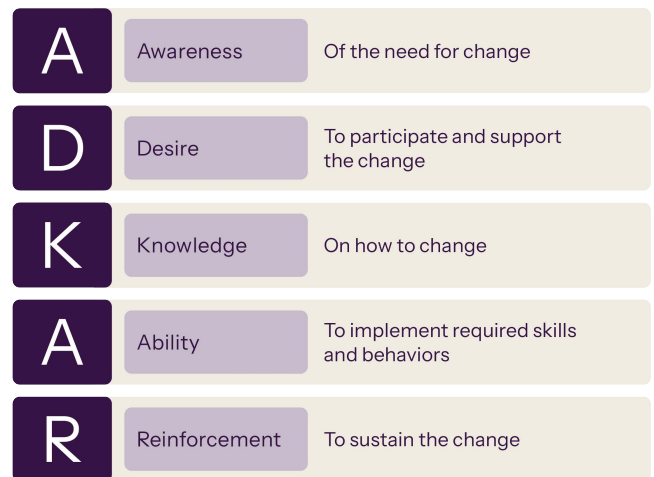 A
Awareness
Of the need for change
D
Desire
To participate and support
the change
K
Knowledge
On how to change
A
Ability
To implement required skills
and behaviors
R
Reinforcement
To sustain the change